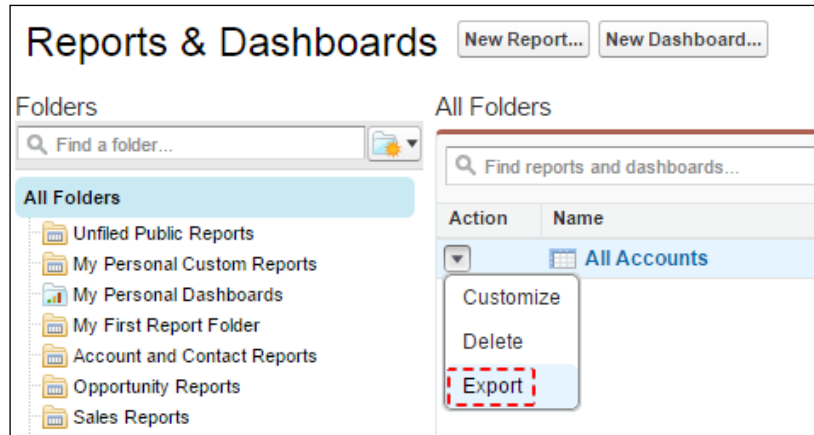 Reports & Dashboards New Report... New Dashboard...
Folders
Find a folder...
All Folders
Unfiled Public Reports
My Personal Custom Reports
My Personal Dashboards
My First Report Folder
Account and Contact Reports
Opportunity Reports
Sales Reports
All Folders
Find reports and dashboards...
Action Name
All Accounts
Customize
Delete
Export